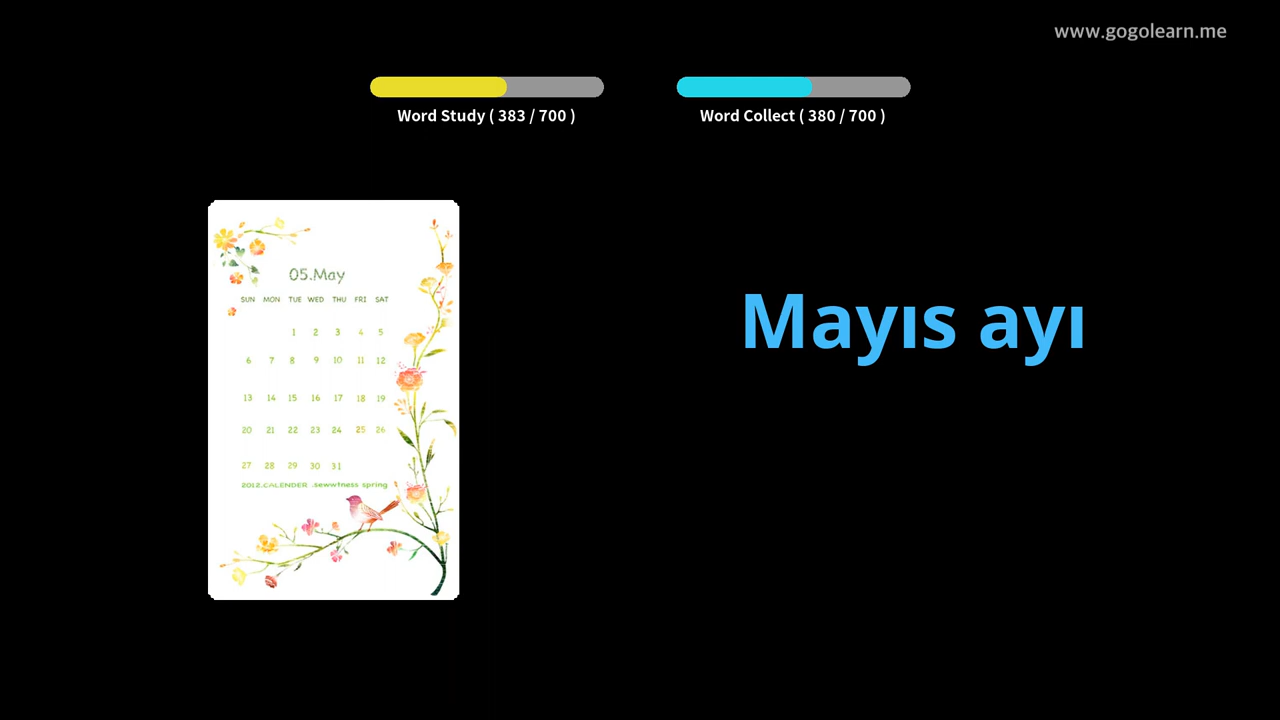 www.gogolearn.me
Word Study ( 383 / 700 )
Word Collect ( 380 / 700 )
05.May
SUN MON TUE WED THU FRI SAT
1 2 3 4 5
6 7 8 9 10 11 12
13 14 15 16 17 18 19
20 21 22 23 24 25 26
27 28 29 30 31
2012.CALENDER .sewwtness spring
Mayıs ayı